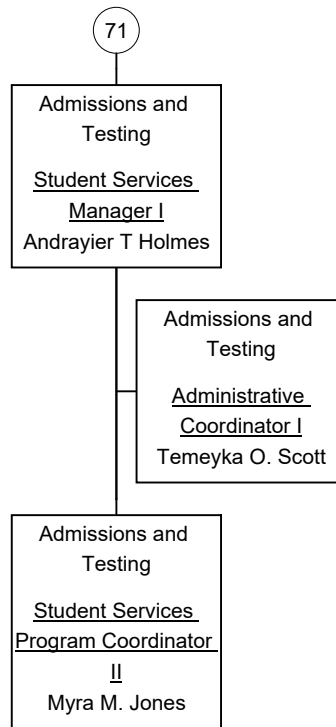 71
Admissions and
Testing
Student Services
Manager I
Andrayier T Holmes
Admissions and
Testing
Administrative
Coordinator I
Temeyka O. Scott
Admissions and
Testing
Student Services
Program Coordinator
II
Myra M. Jones